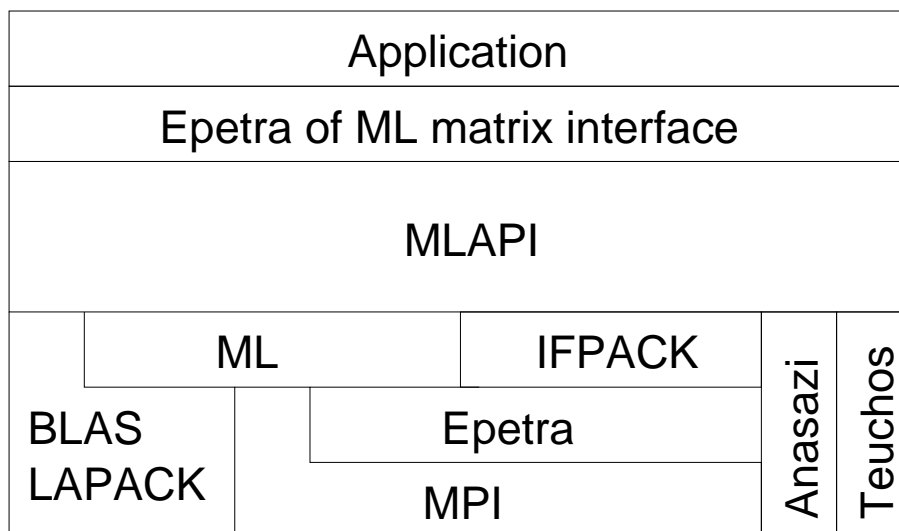 Application
Epetra of ML matrix interface
MLAPI
ML
IFPACK
BLAS
LAPACK
Epetra
MPI
Anasazi
Teuchos